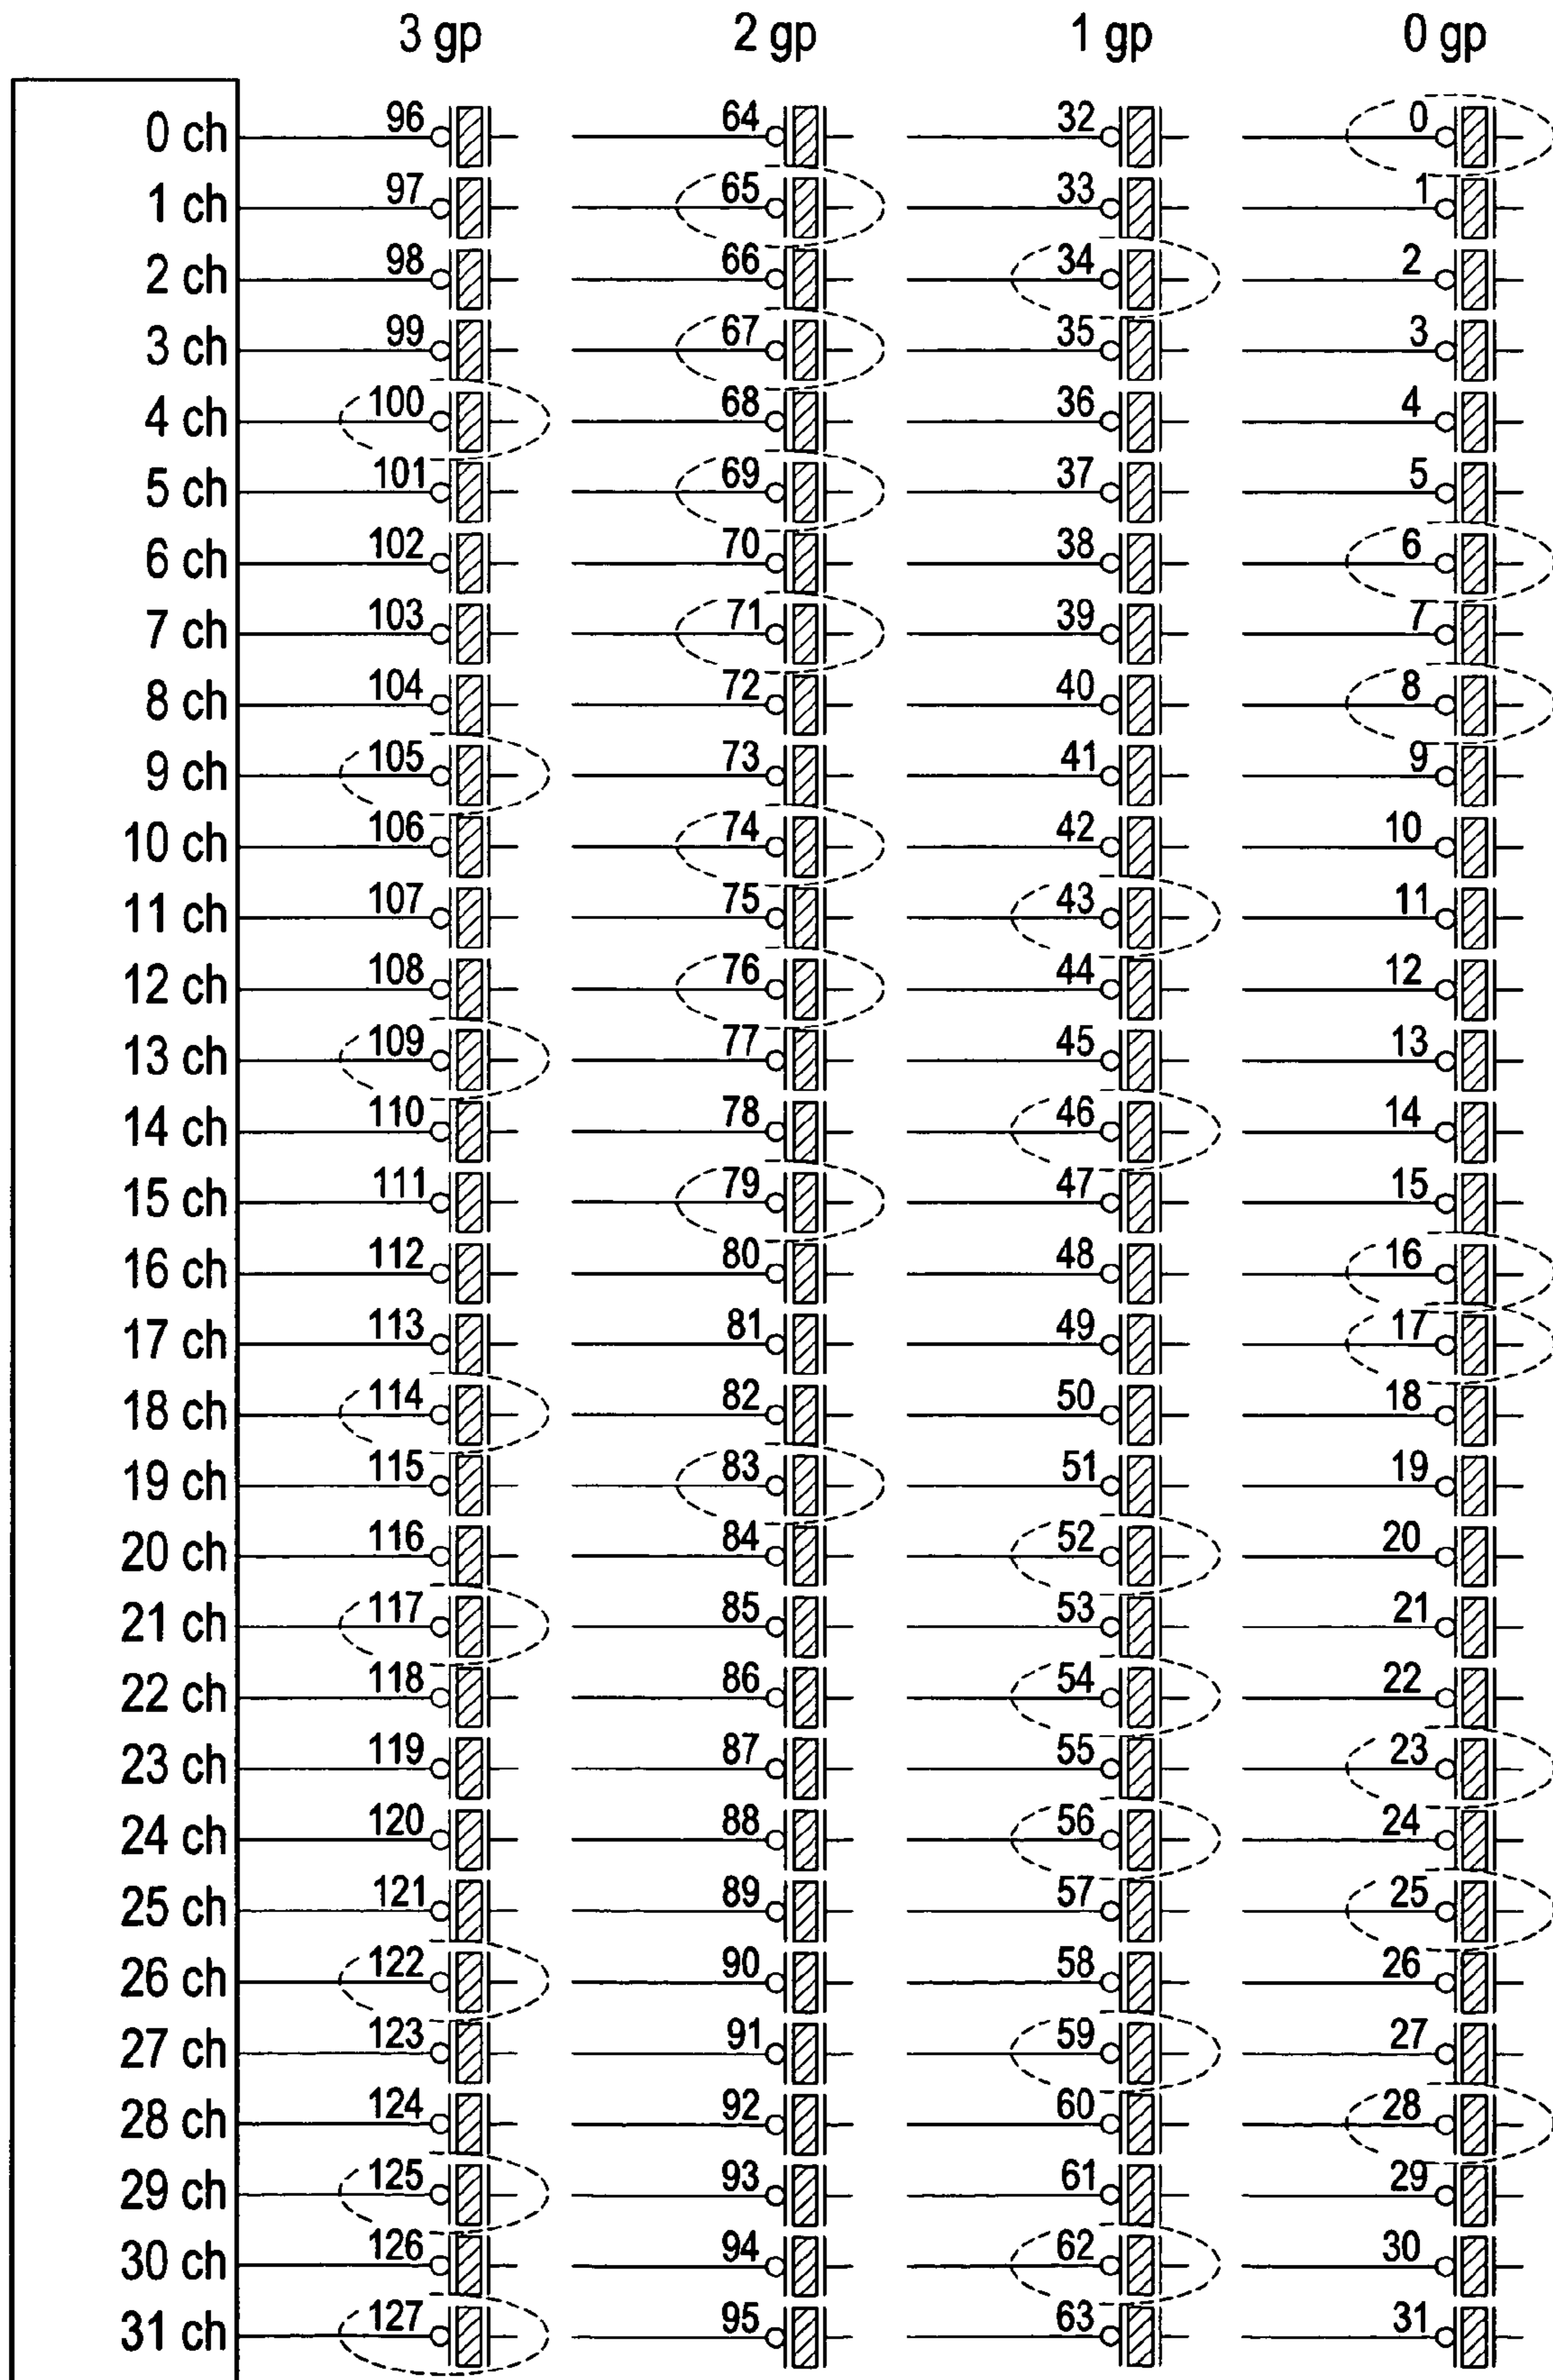 3 gp 2 gp 1 gp 0 gp
0 ch 96 64 32 0
1 ch 97 65 33 1
2 ch 98 66 34 2
3 ch 99 67 35 3
4 ch 100 68 36 4
5 ch 101 69 37 5
6 ch 102 70 38 6
7 ch 103 71 39 7
8 ch 104 72 40 8
9 ch 105 73 41 9
10 ch 106 74 42 10
11 ch 107 75 43 11
12 ch 108 76 44 12
13 ch 109 77 45 13
14 ch 110 78 46 14
15 ch 111 79 47 15
16 ch 112 80 48 16
17 ch 113 81 49 17
18 ch 114 82 50 18
19 ch 115 83 51 19
20 ch 116 84 52 20
21 ch 117 85 53 21
22 ch 118 86 54 22
23 ch 119 87 55 23
24 ch 120 88 56 24
25 ch 121 89 57 25
26 ch 122 90 58 26
27 ch 123 91 59 27
28 ch 124 92 60 28
29 ch 125 93 61 29
30 ch 126 94 62 30
31 ch 127 95 63 31